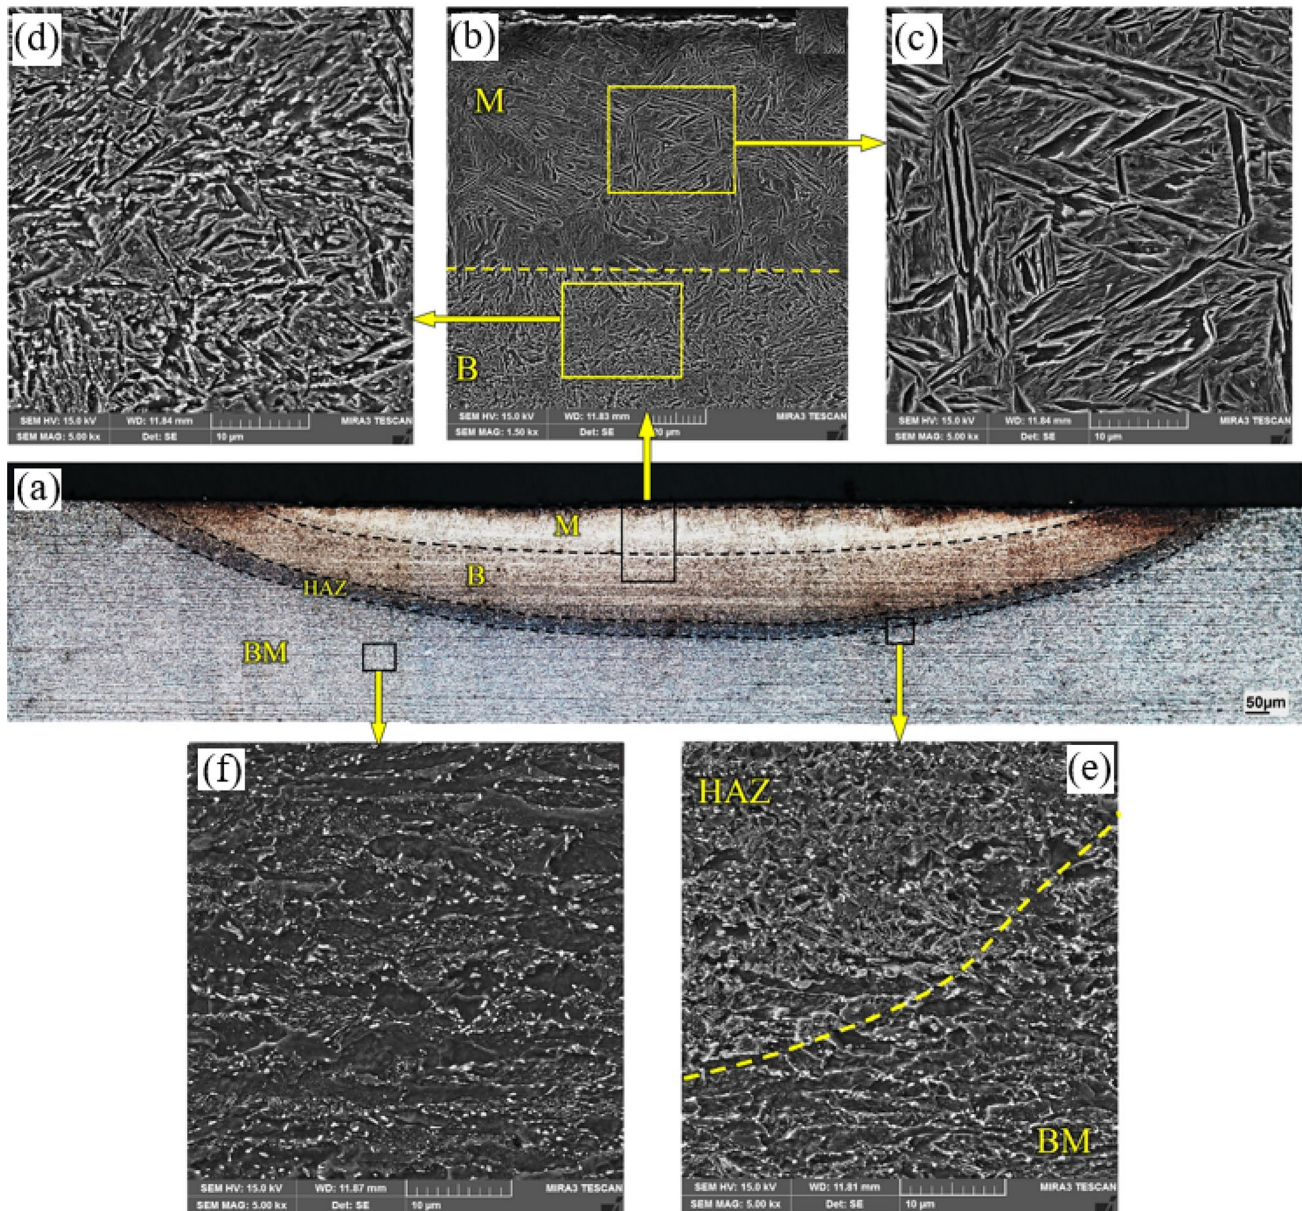 (d)
SEM HV: 15.0 kV WD: 11.84 mm MIRA3 TESCAN
SEM MAG: 5.00 kx Det: SE 10 µm
(b)
M
B
SEM HV: 15.0 kV WD: 11.83 mm MIRA3 TESCAN
SEM MAG: 1.50 kx Det: SE 20 µm
(c)
SEM HV: 15.0 kV WD: 11.84 mm MIRA3 TESCAN
SEM MAG: 5.00 kx Det: SE 10 µm
(a)
M
B
HAZ
BM
50µm
(f)
SEM HV: 15.0 kV WD: 11.87 mm MIRA3 TESCAN
SEM MAG: 5.00 kx Det: SE 10 µm
(e)
HAZ
BM
SEM HV: 15.0 kV WD: 11.81 mm MIRA3 TESCAN
SEM MAG: 5.00 kx Det: SE 10 µm